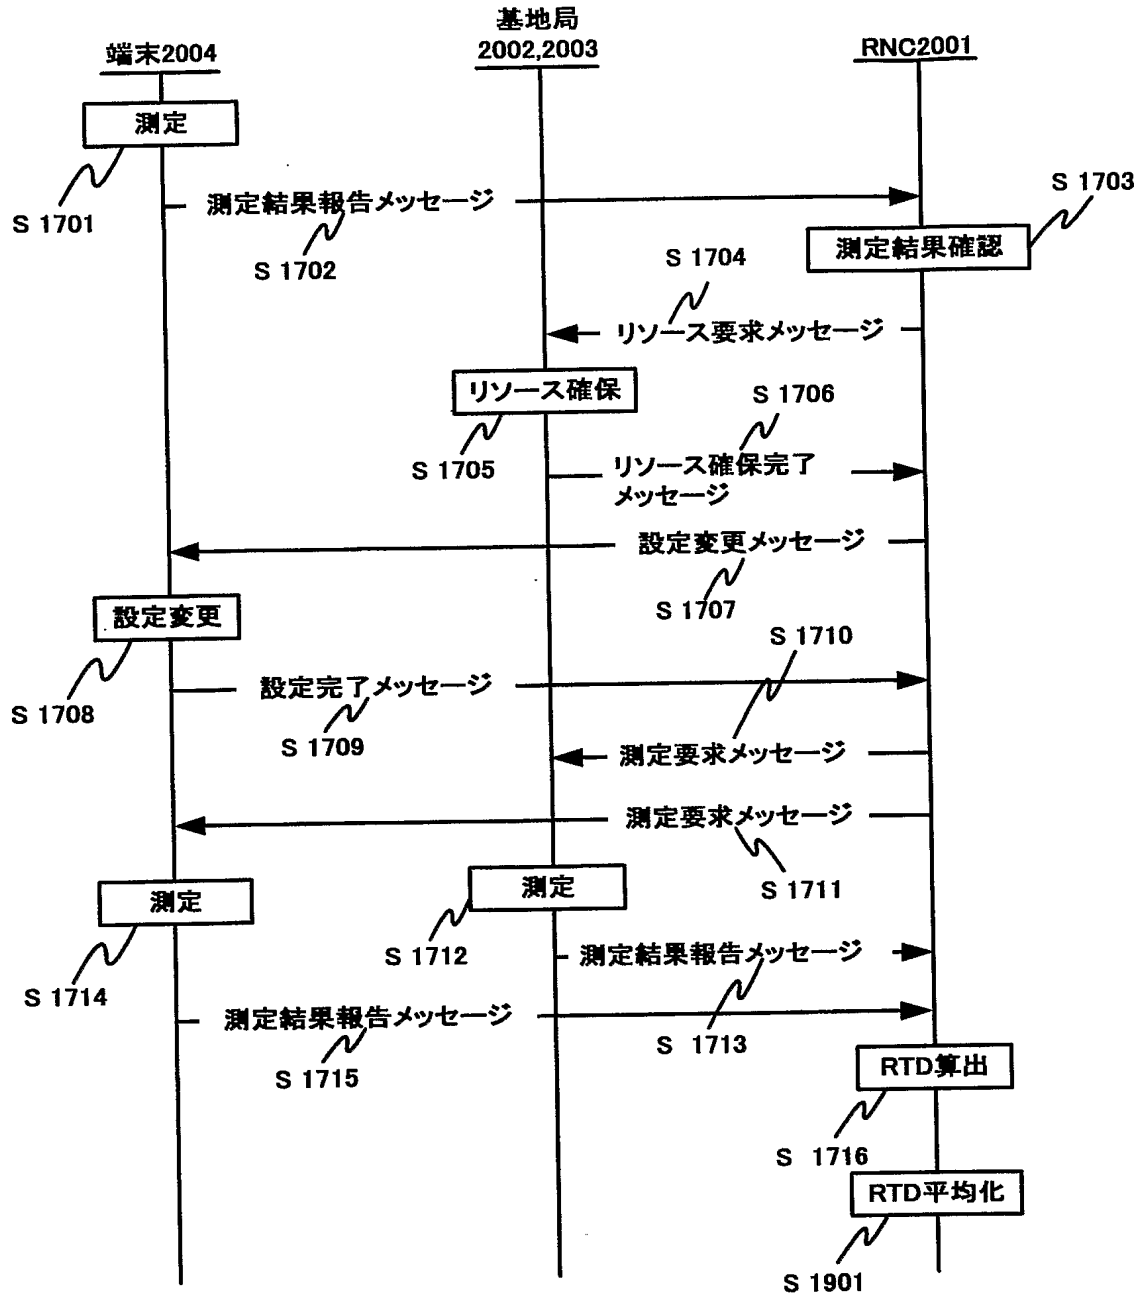 基地局
端末2004
2002,2003
RNC2001
測定
S 1701
測定結果報告メッセージ
S 1702
S 1703
測定結果確認
S 1704
リソース要求メッセージ
リソース確保
S 1705
S 1706
リソース確保完了
メッセージ
設定変更メッセージ
S 1707
設定変更
S 1708
S 1710
設定完了メッセージ
S 1709
測定要求メッセージ
測定要求メッセージ
S 1711
測定
測定
S 1712
S 1714
測定結果報告メッセージ
測定結果報告メッセージ
S 1713
S 1715
RTD算出
S 1716
RTD平均化
S 1901